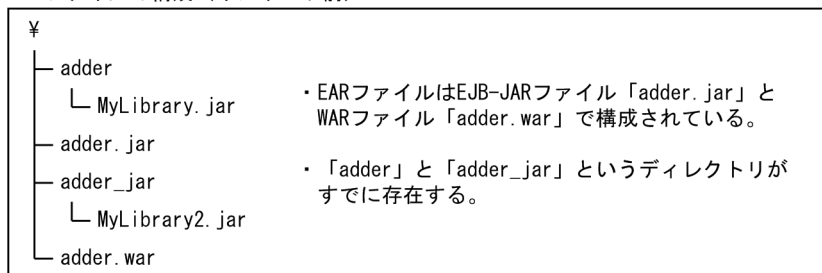 ¥
adder
MyLibrary.jar
adder.jar
adder_jar
MyLibrary2.jar
adder.war
・EARファイルはEJB-JARファイル「adder.jar」と
WARファイル「adder.war」で構成されている。
・「adder」と「adder_jar」というディレクトリが
すでに存在する。